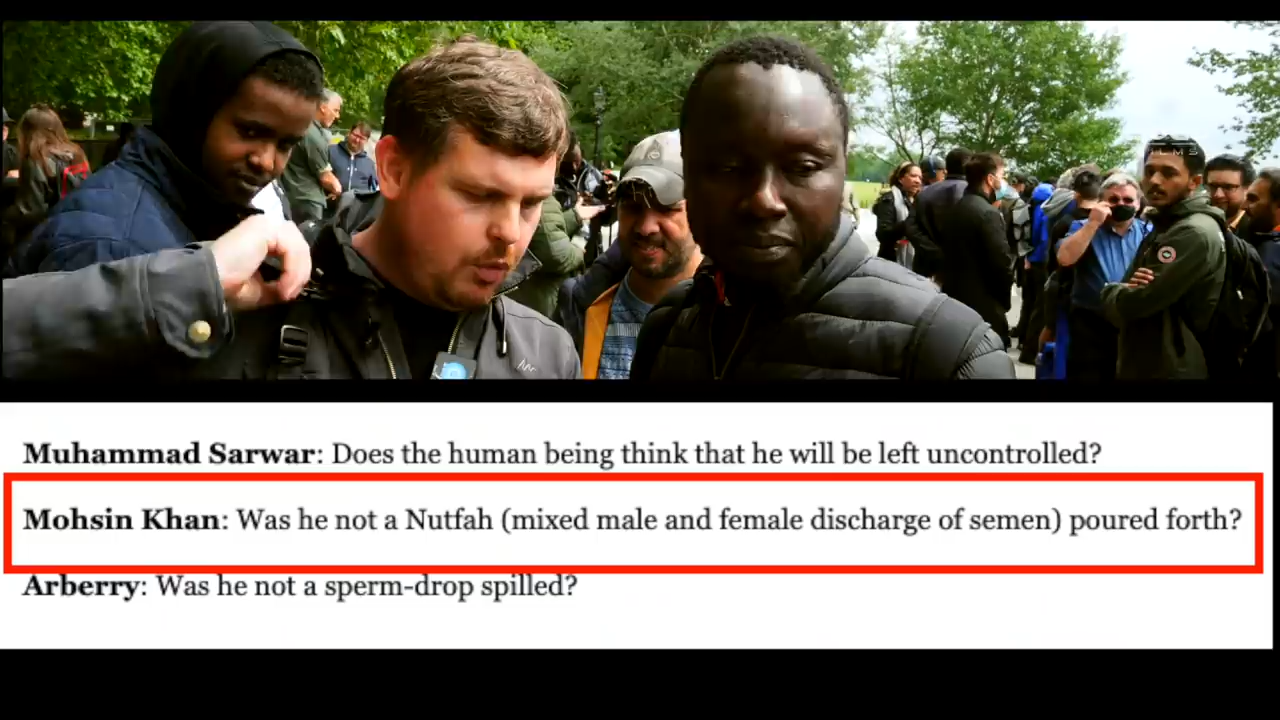 LMS
Muhammad Sarwar: Does the human being think that he will be left uncontrolled?
Mohsin Khan: Was he not a Nutfah (mixed male and female discharge of semen) poured forth?
Arberry: Was he not a sperm-drop spilled?